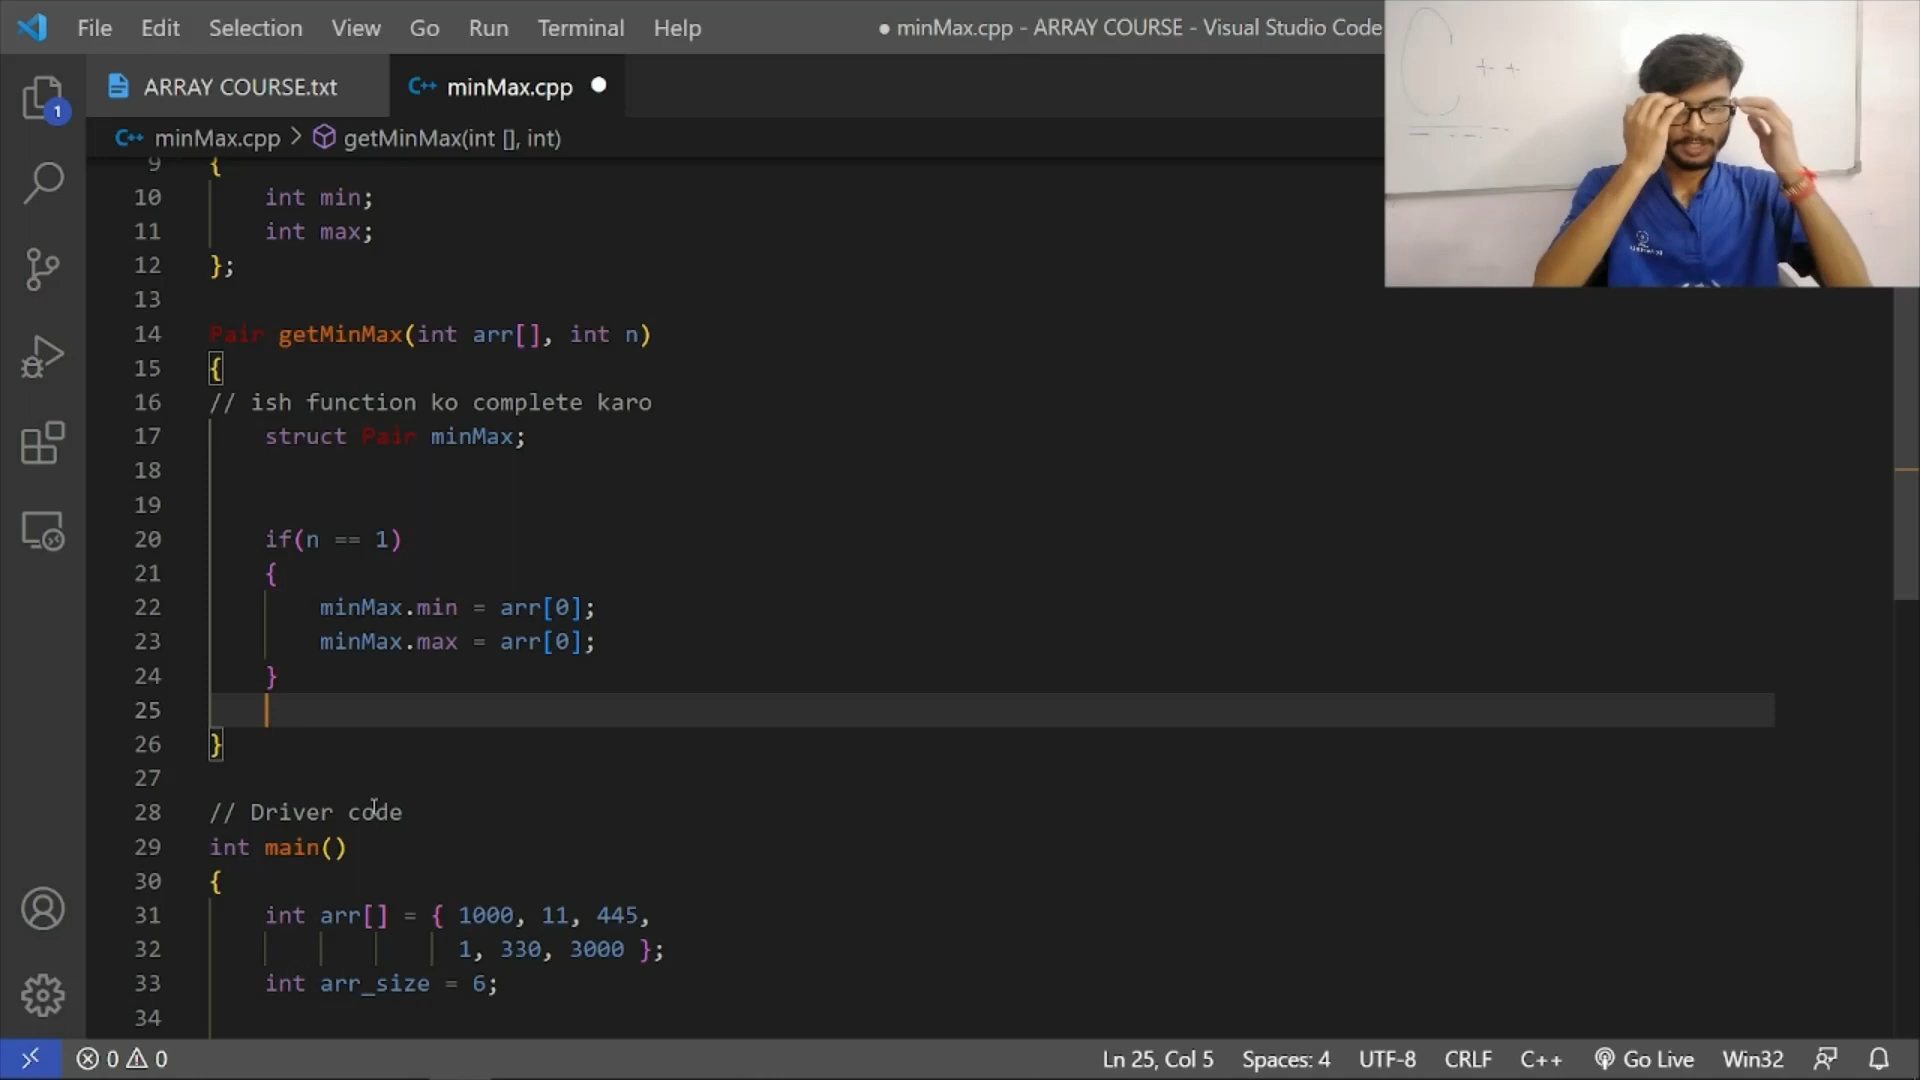 File Edit Selection View Go Run Terminal Help
● minMax.cpp - ARRAY COURSE - Visual Studio Code
ARRAY COURSE.txt
C++ minMax.cpp
C++ minMax.cpp > getMinMax(int [], int)
1
C++
9 {
10 int min;
11 int max;
12 };
13
14 Pair getMinMax(int arr[], int n)
15 {
16 // ish function ko complete karo
17 struct Pair minMax;
18
19
20 if(n == 1)
21 {
22 minMax.min = arr[0];
23 minMax.max = arr[0];
24 }
25
26 }
27
28 // Driver code
29 int main()
30 {
31 int arr[] = { 1000, 11, 445,
32 1, 330, 3000 };
33 int arr_size = 6;
34
0 0
Ln 25, Col 5 Spaces: 4 UTF-8 CRLF C++ Go Live Win32